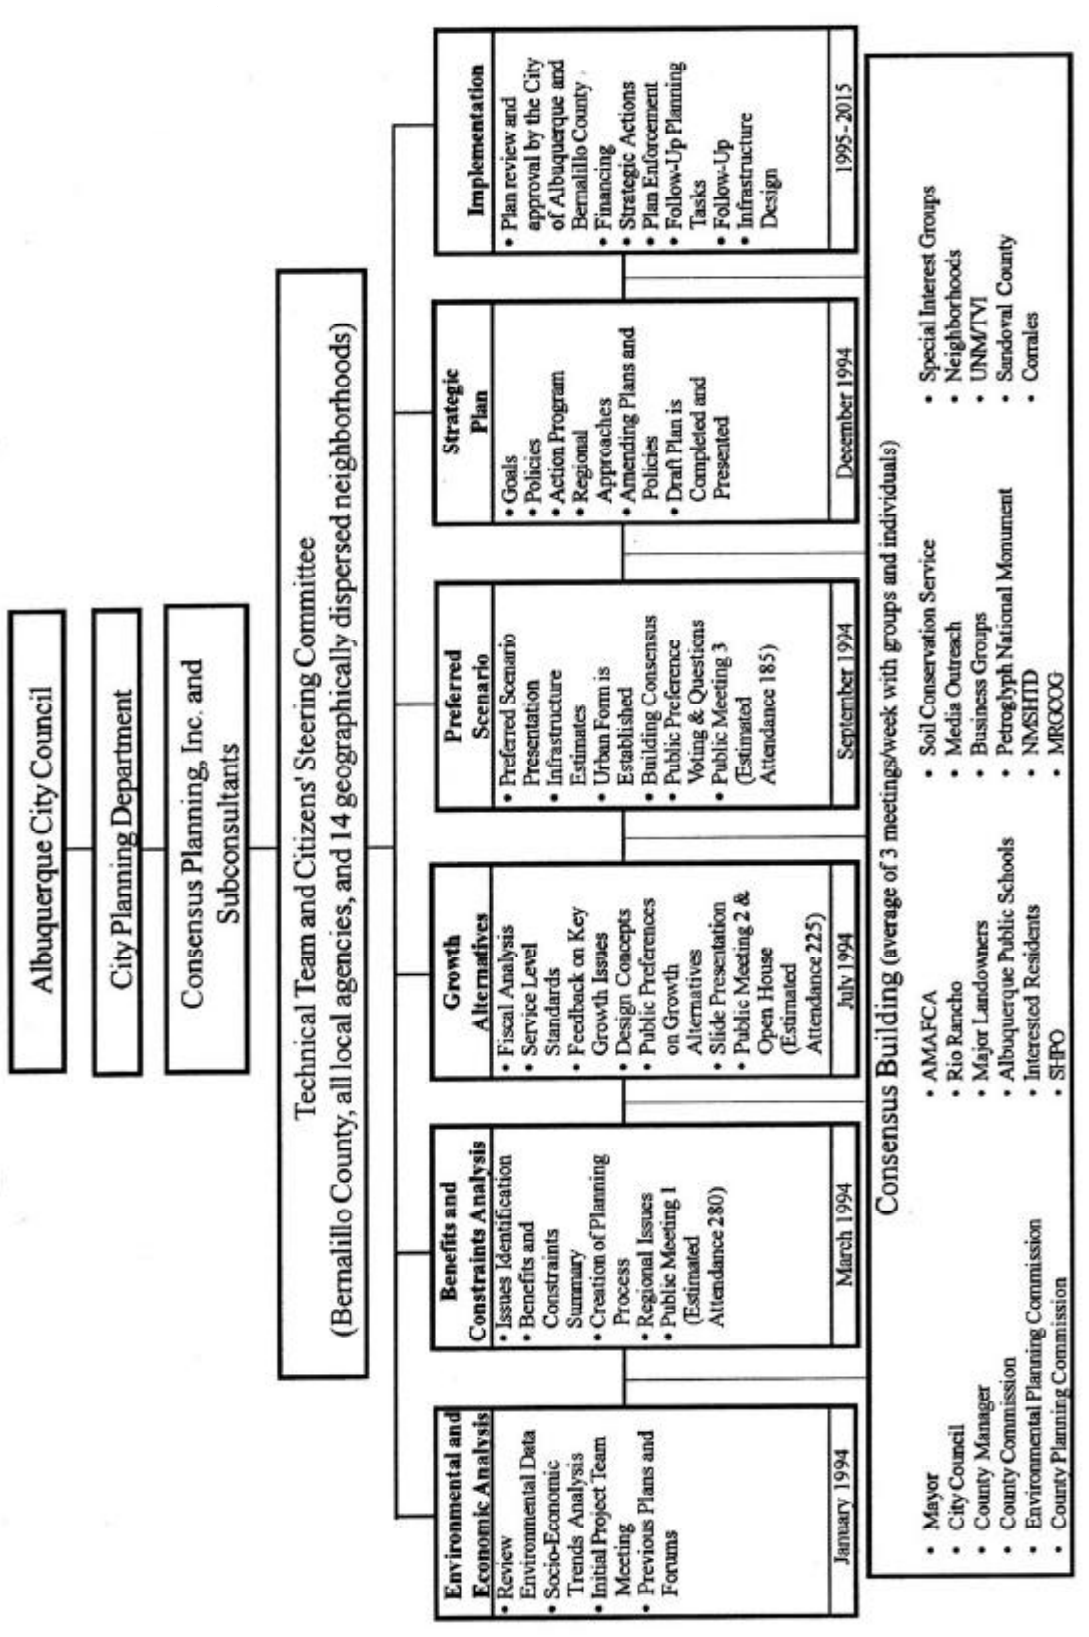 Albuquerque City Council
City Planning Department
Consensus Planning, Inc. and
Subconsultants
Technical Team and Citizens' Steering Committee
(Bernalillo County, all local agencies, and 14 geographically dispersed neighborhoods)
Environmental and
Economic Analysis
• Review
Environmental Data
• Socio-Economic
Trends Analysis
• Initial Project Team
Meeting
• Previous Plans and
Forums
January 1994
Benefits and
Constraints Analysis
• Issues Identification
• Benefits and
Constraints
Summary
• Creation of Planning
Process
• Regional Issues
• Public Meeting 1
(Estimated
Attendance 280)
March 1994
Growth
Alternatives
• Fiscal Analysis
• Service Level
Standards
• Feedback on Key
Growth Issues
• Design Concepts
• Public Preferences
on Growth
Alternatives
• Slide Presentation
• Public Meeting 2 &
Open House
(Estimated
Attendance 225)
July 1994
Preferred
Scenario
• Preferred Scenario
Presentation
• Infrastructure
Estimates
• Urban Form is
Established
• Building Consensus
• Public Preference
Voting & Questions
• Public Meeting 3
(Estimated
Attendance 185)
September 1994
Strategic
Plan
• Goals
• Policies
• Action Program
• Regional
Approaches
• Amending Plans and
Policies
• Draft Plan is
Completed and
Presented
December 1994
Implementation
• Plan review and
approval by the City
of Albuquerque and
Bernalillo County
• Financing
• Strategic Actions
• Plan Enforcement
• Follow-Up Planning
Tasks
• Follow-Up
• Infrastructure
Design
1995-2015
Consensus Building (average of 3 meetings/week with groups and individuals)
• Mayor
• City Council
• County Manager
• County Commission
• Environmental Planning Commission
• County Planning Commission
• AMAFCA
• Rio Rancho
• Major Landowners
• Albuquerque Public Schools
• Interested Residents
• SHPO
• Soil Conservation Service
• Media Outreach
• Business Groups
• Petroglyph National Monument
• NMSHTD
• MRGCOG
• Special Interest Groups
• Neighborhoods
• UNM/TVI
• Sandoval County
• Corrales